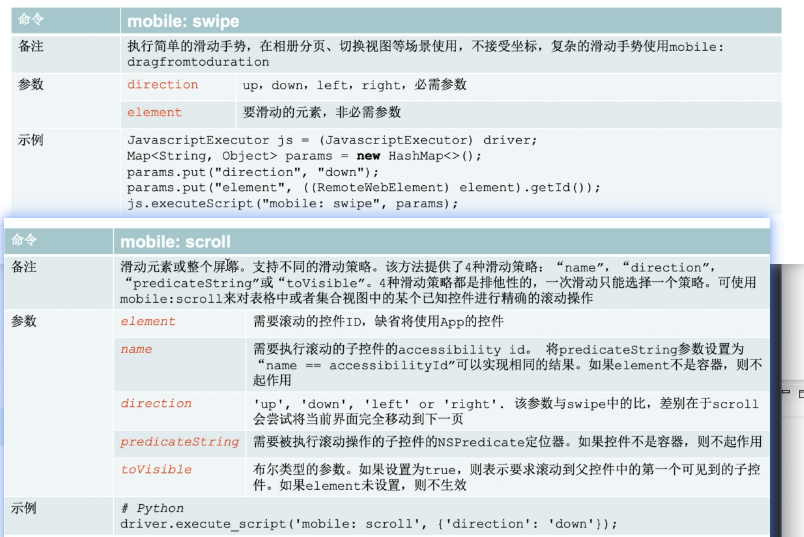 命令 mobile: swipe
备注 执行简单的滑动手势，在相册分页、切换视图等场景使用，不接受坐标，复杂的滑动手势使用mobile:
dragfromtoduration
参数 direction up, down, left, right, 必需参数
element 要滑动的元素，非必需参数
示例 JavascriptExecutor js = (JavascriptExecutor) driver;
Map<String, Object> params = new HashMap<>();
params.put("direction", "down");
params.put("element", ((RemoteWebElement) element).getId());
js.executeScript("mobile: swipe", params);
命令 mobile: scroll
备注 滑动元素或整个屏幕。支持不同的滑动策略。该方法提供了4种滑动策略：“name”，“direction”，
“predicateString”或“toVisible”。4种滑动策略都是排他性的，一次滑动只能选择一个策略。可使用
mobile:scroll来对表格中或者集合视图中的某个已知控件进行精确的滚动操作
参数 element 需要滚动的控件ID，缺省将使用App的控件
name 需要执行滚动的子控件的accessibility id。 将predicateString参数设置为
“name == accessibilityId”可以实现相同的结果。如果element不是容器，则不
起作用
direction 'up', 'down', 'left' or 'right'. 该参数与swipe中的比，差别在于scroll
会尝试将当前界面完全移动到下一页
predicateString 需要被执行滚动操作的子控件的NSPredicate定位器。如果控件不是容器，则不起作用
toVisible 布尔类型的参数。如果设置为true，则表示要求滚动到父控件中的第一个可见到的子控
件。如果element未设置，则不生效
示例 # Python
driver.execute_script('mobile: scroll', {'direction': 'down'});